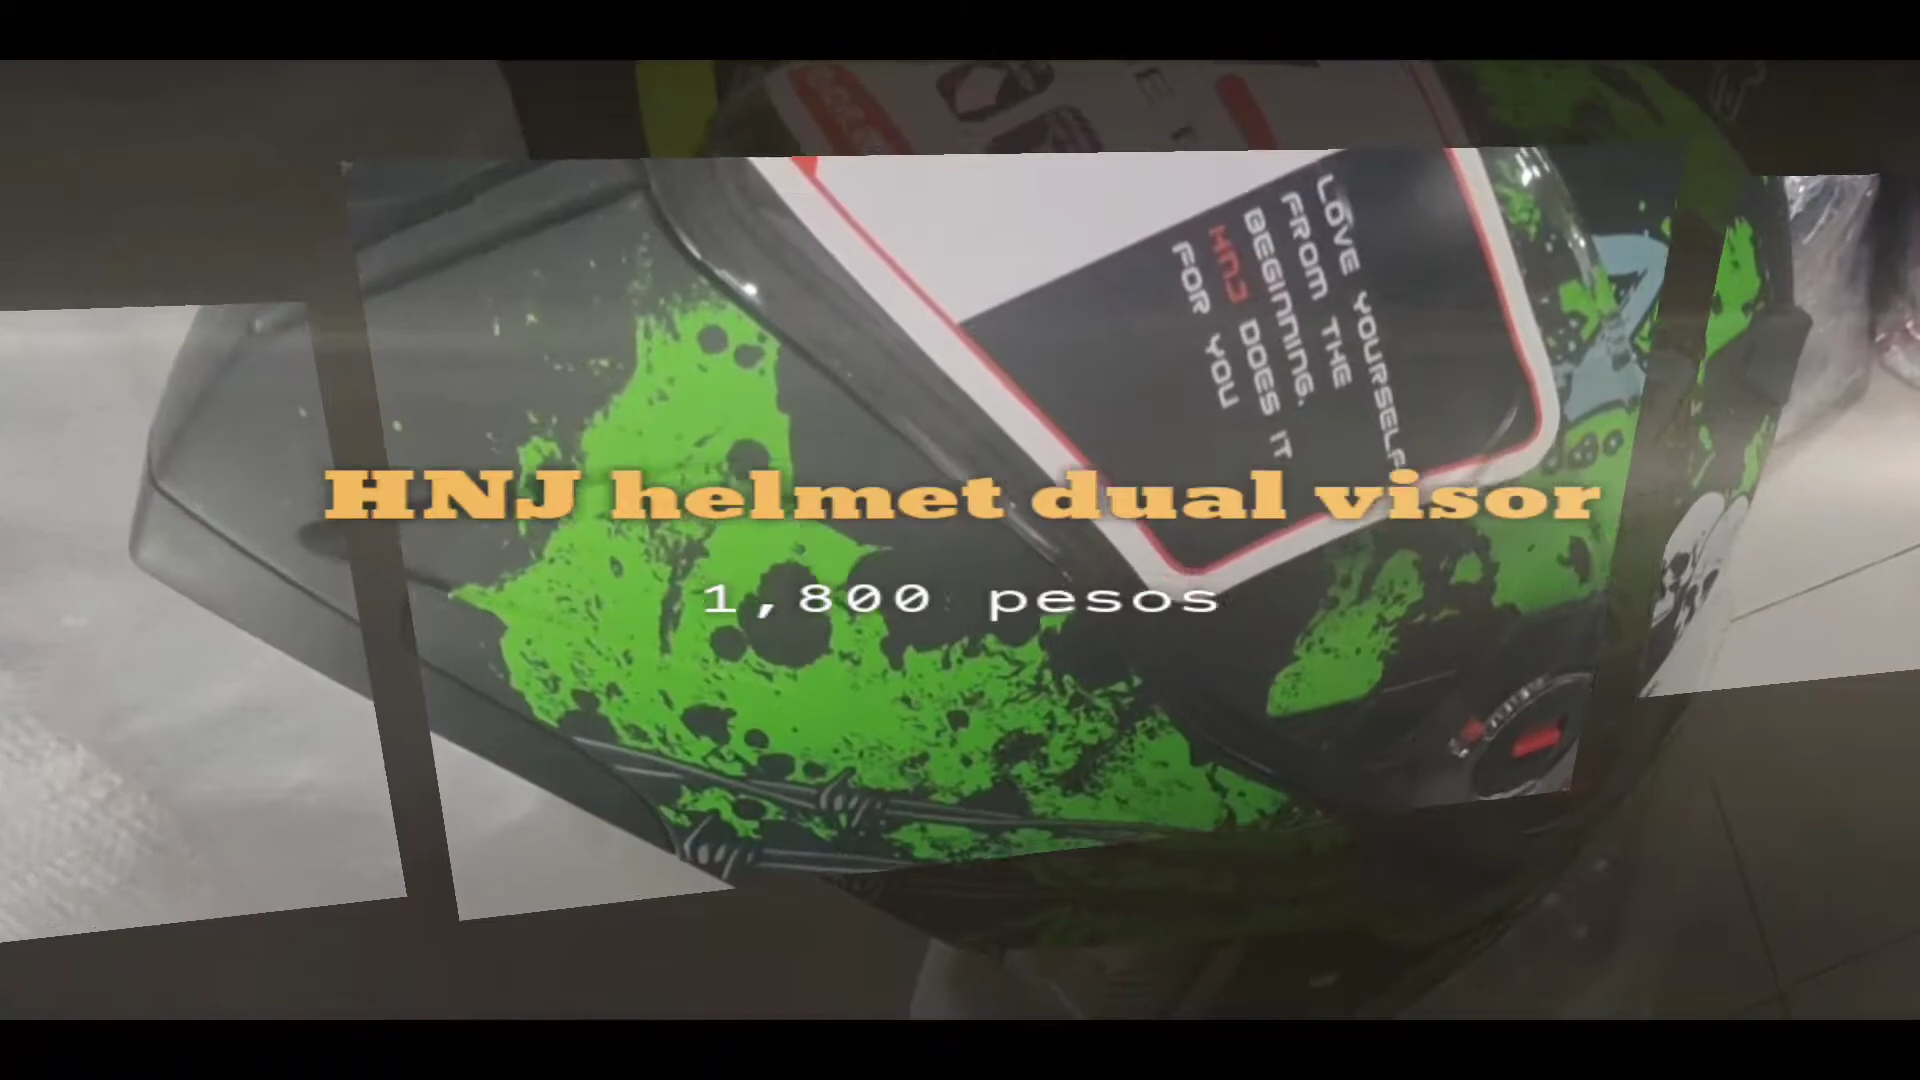 HNJ helmet dual visor
1,800 pesos
LOVE YOURSELF
FROM THE
BEGINNING.
HNJ DOES IT
FOR YOU